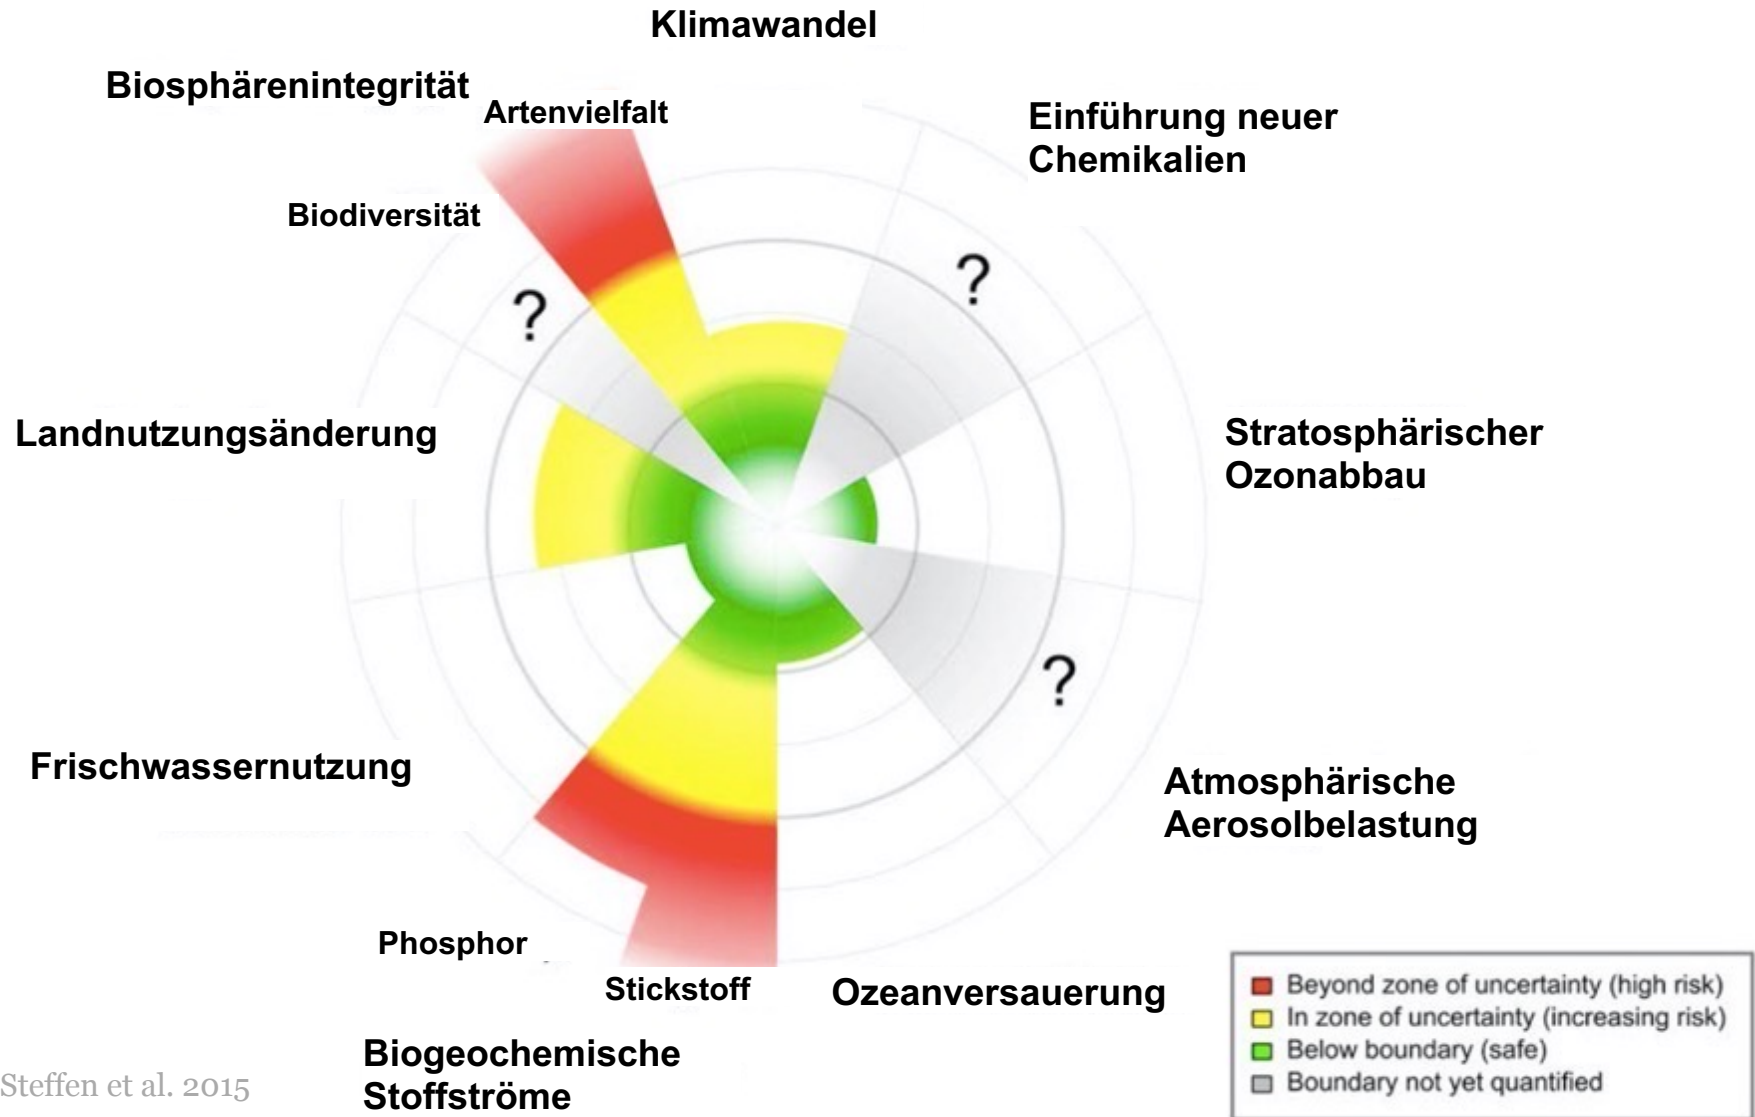 Klimawandel
Biosphärenintegrität
Artenvielfalt
Biodiversität
Einführung neuer
Chemikalien
?
?
Landnutzungsänderung
Stratosphärischer
Ozonabbau
?
Frischwassernutzung
Atmosphärische
Aerosolbelastung
Phosphor
Stickstoff
Ozeanversauerung
Biogeochemische
Stoffströme
Beyond zone of uncertainty (high risk)
In zone of uncertainty (increasing risk)
Below boundary (safe)
Boundary not yet quantified
Steffen et al. 2015